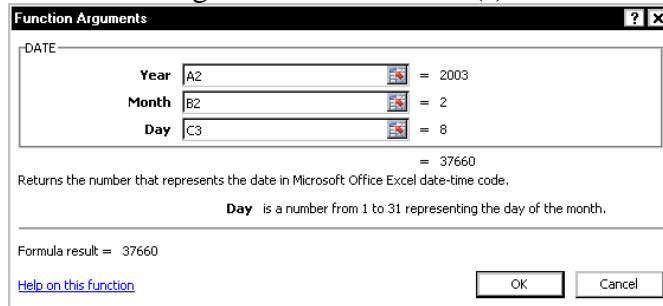 Function Arguments
DATE
Year A2 = 2003
Month B2 = 2
Day C3 = 8
= 37660
Returns the number that represents the date in Microsoft Office Excel date-time code.
Day is a number from 1 to 31 representing the day of the month.
Formula result = 37660
Help on this function OK Cancel